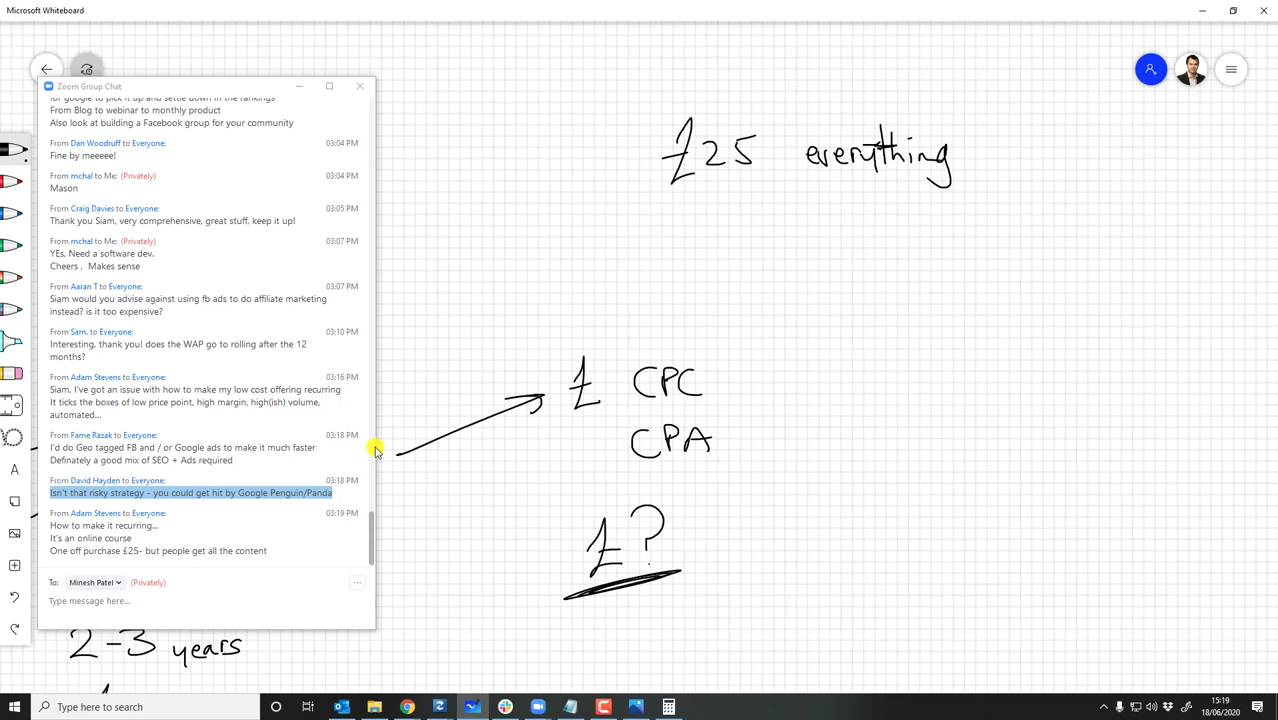 Microsoft Whiteboard
Zoom Group Chat
for google to pick it up and settle down in the rankings
From Blog to webinar to monthly product
Also look at building a Facebook group for your community
From Dan Woodruff to Everyone: 03:04 PM
Fine by meeeee!
From mchal to Me: (Privately) 03:04 PM
Mason
From Craig Davies to Everyone: 03:05 PM
Thank you Siam, very comprehensive, great stuff, keep it up!
From mchal to Me: (Privately) 03:07 PM
YEs, Need a software dev.
Cheers , Makes sense
From Aaran T to Everyone: 03:07 PM
Siam would you advise against using fb ads to do affiliate marketing
instead? is it too expensive?
From Sam. to Everyone: 03:10 PM
Interesting, thank you! does the WAP go to rolling after the 12
months?
From Adam Stevens to Everyone: 03:16 PM
Siam, I've got an issue with how to make my low cost offering recurring
It ticks the boxes of low price point, high margin, high(ish) volume,
automated...
From Fame Razak to Everyone: 03:18 PM
I'd do Geo tagged FB and / or Google ads to make it much faster
Definately a good mix of SEO + Ads required
From David Hayden to Everyone: 03:18 PM
Isn't that risky strategy - you could get hit by Google Penguin/Panda
From Adam Stevens to Everyone: 03:19 PM
How to make it recurring...
It's an online course
One off purchase £25- but people get all the content
To: Minesh Patel (Privately)
Type message here...
£25 everything
£ CPC
CPA
£?
2-3 years
A
Type here to search
15:19
18/06/2020